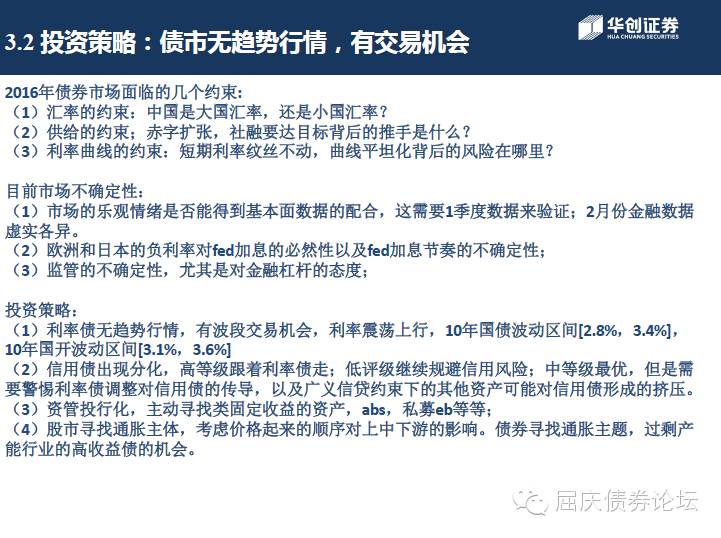 3.2 投资策略：债市无趋势行情，有交易机会
华创证券
HUA CHUANG SECURITIES
2016年债券市场面临的几个约束:
（1）汇率的约束：中国是大国汇率，还是小国汇率？
（2）供给的约束；赤字扩张，社融要达目标背后的推手是什么？
（3）利率曲线的约束：短期利率纹丝不动，曲线平坦化背后的风险在哪里？
目前市场不确定性：
（1）市场的乐观情绪是否能得到基本面数据的配合，这需要1季度数据来验证；2月份金融数据
虚实各异。
（2）欧洲和日本的负利率对fed加息的必然性以及fed加息节奏的不确定性；
（3）监管的不确定性，尤其是对金融杠杆的态度；
投资策略：
（1）利率债无趋势行情，有波段交易机会，利率震荡上行，10年国债波动区间[2.8%，3.4%]，
10年国开波动区间[3.1%，3.6%]
（2）信用债出现分化，高等级跟着利率债走；低评级继续规避信用风险；中等级最优，但是需
要警惕利率债调整对信用债的传导，以及广义信贷约束下的其他资产可能对信用债形成的挤压。
（3）资管投行化，主动寻找类固定收益的资产，abs，私募eb等等；
（4）股市寻找通胀主体，考虑价格起来的顺序对上中下游的影响。债券寻找通胀主题，过剩产
能行业的高收益债的机会。
屈庆债券论坛